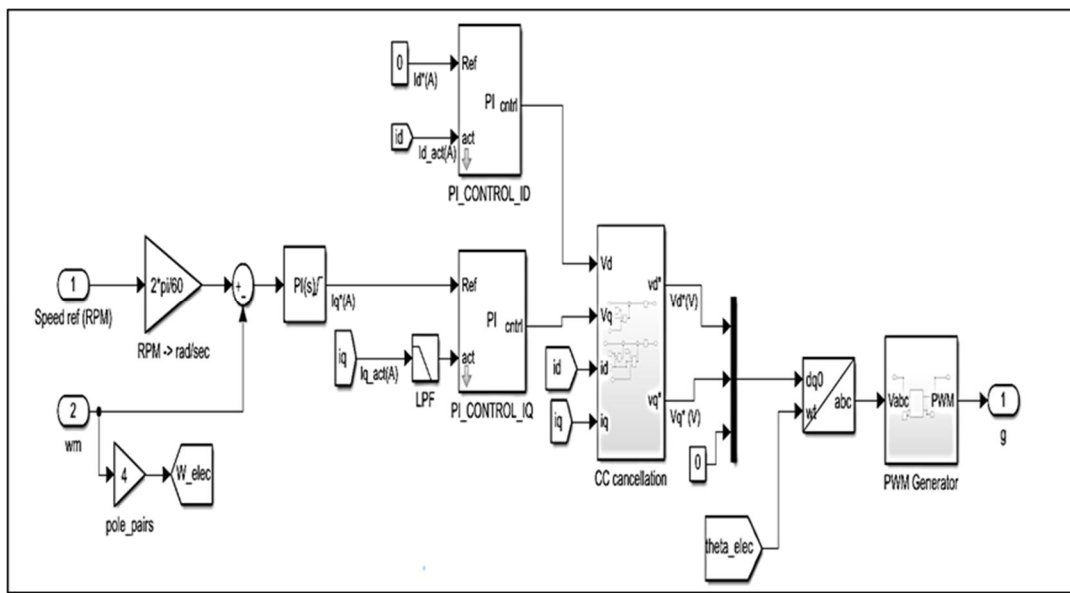 0
Id*(A)
id
Id_act(A)
Ref
PI
cntrl
act
PI_CONTROL_ID
1
Speed ref (RPM)
2*pi/60
RPM -> rad/sec
+
-
PI(s)
Iq*(A)
iq
Iq_act(A)
LPF
Ref
PI
cntrl
act
PI_CONTROL_IQ
2
wm
4
pole_pairs
W_elec
Vd
Vq
id
iq
id
iq
vd*
vq*
CC cancellation
Vd*(V)
Vq* (V)
0
theta_elec
dq0
wt
abc
Vabc
PWM
PWM Generator
1
g